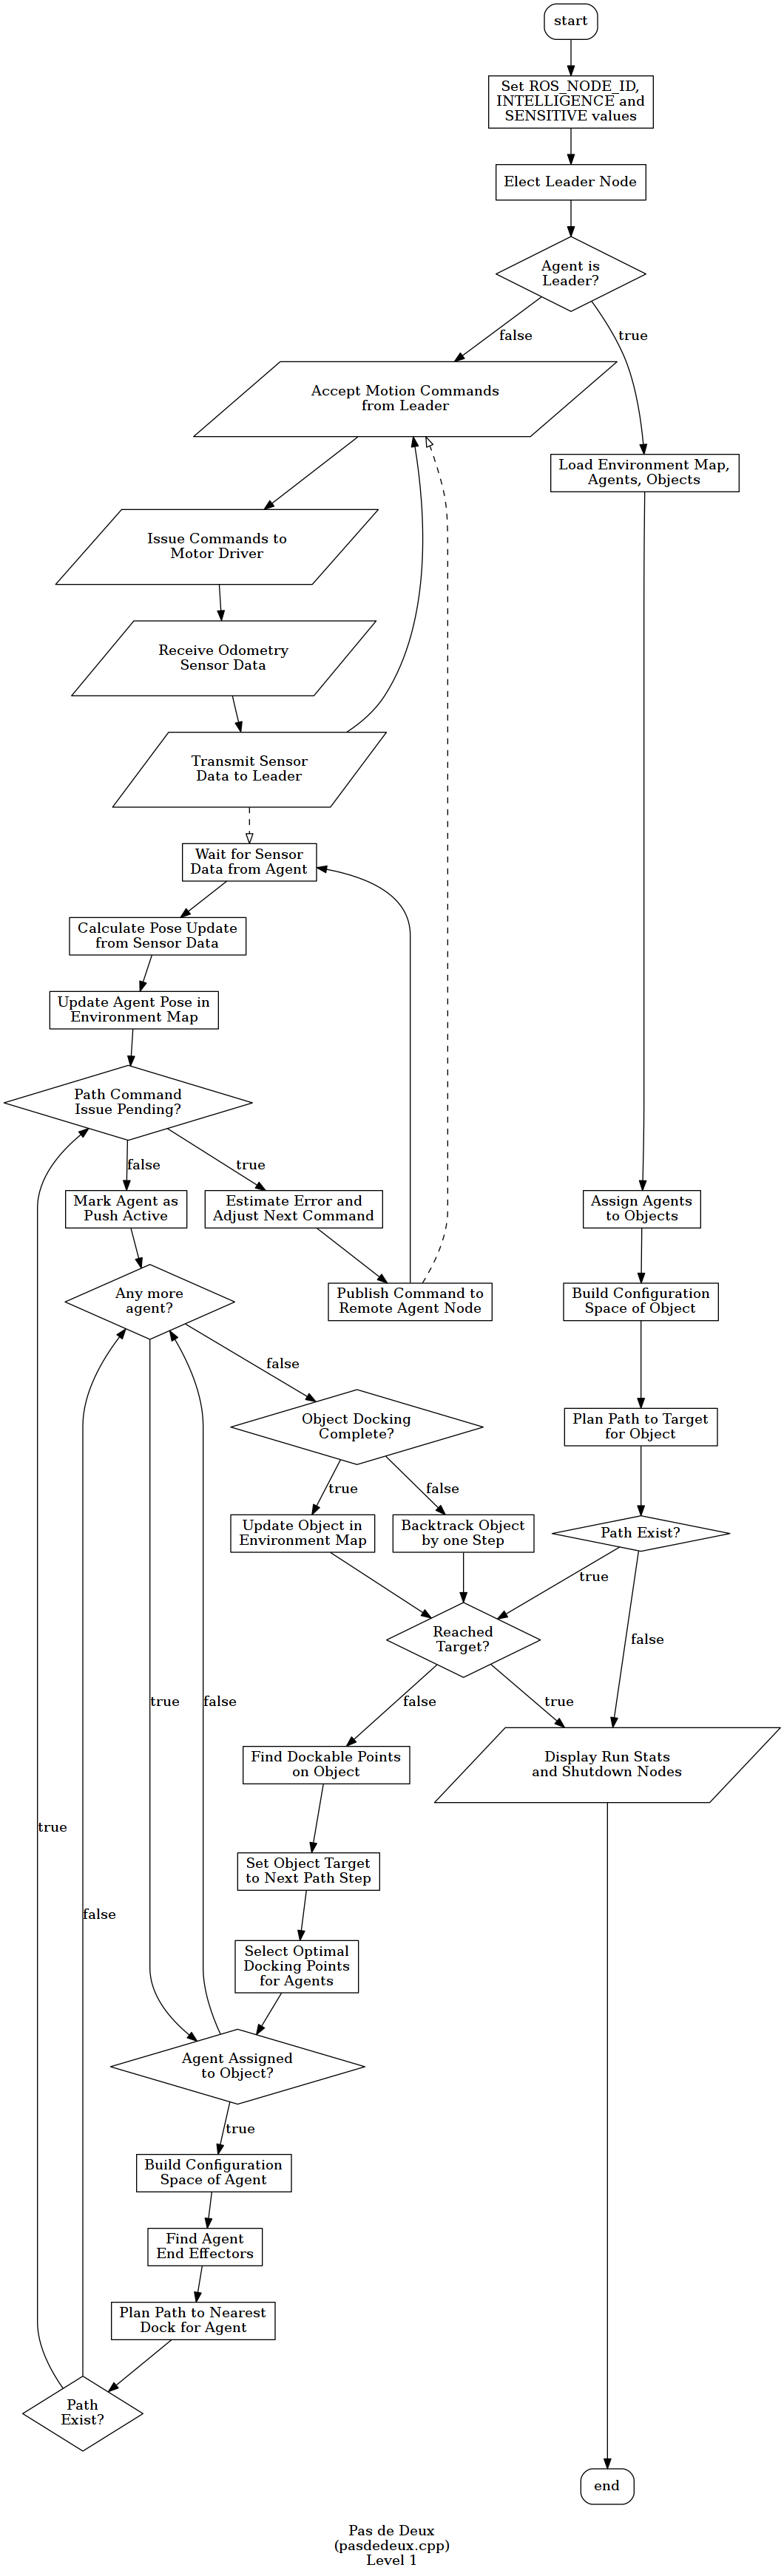 start
Set ROS_NODE_ID,
INTELLIGENCE and
SENSITIVE values
Elect Leader Node
Agent is
Leader?
false
true
Accept Motion Commands
from Leader
Load Environment Map,
Agents, Objects
Issue Commands to
Motor Driver
Receive Odometry
Sensor Data
Transmit Sensor
Data to Leader
Wait for Sensor
Data from Agent
Calculate Pose Update
from Sensor Data
Update Agent Pose in
Environment Map
Path Command
Issue Pending?
false
true
Mark Agent as
Push Active
Estimate Error and
Adjust Next Command
Assign Agents
to Objects
Any more
agent?
Publish Command to
Remote Agent Node
Build Configuration
Space of Object
false
Object Docking
Complete?
Plan Path to Target
for Object
true
false
Update Object in
Environment Map
Backtrack Object
by one Step
Path Exist?
true
Reached
Target?
false
true
false
false
true
Find Dockable Points
on Object
Display Run Stats
and Shutdown Nodes
true
Set Object Target
to Next Path Step
false
Select Optimal
Docking Points
for Agents
Agent Assigned
to Object?
true
Build Configuration
Space of Agent
Find Agent
End Effectors
Plan Path to Nearest
Dock for Agent
Path
Exist?
end
Pas de Deux
(pasdedeux.cpp)
Level 1